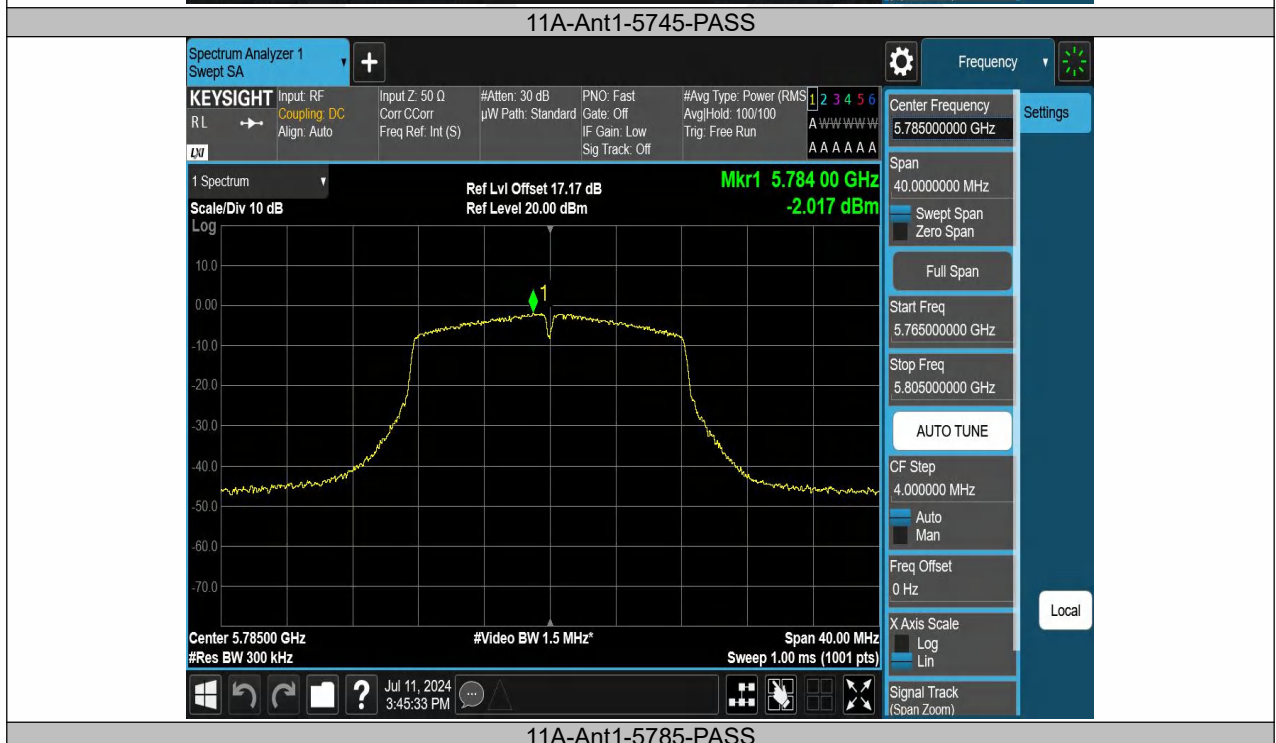 11A-Ant1-5745-PASS
Spectrum Analyzer 1
Swept SA
Frequency
KEYSIGHT
RL
LXI
Input: RF
Coupling: DC
Align: Auto
Input Z: 50 Ω
Corr CCorr
Freq Ref: Int (S)
#Atten: 30 dB
µW Path: Standard
PNO: Fast
Gate: Off
IF Gain: Low
Sig Track: Off
#Avg Type: Power (RMS
Avg|Hold: 100/100
Trig: Free Run
1 2 3 4 5 6
A W W W W W
A A A A A A
1 Spectrum
Scale/Div 10 dB
Log
Ref Lvl Offset 17.17 dB
Ref Level 20.00 dBm
Mkr1 5.784 00 GHz
-2.017 dBm
10.0
0.00
-10.0
-20.0
-30.0
-40.0
-50.0
-60.0
-70.0
1
Center 5.78500 GHz
#Res BW 300 kHz
#Video BW 1.5 MHz*
Span 40.00 MHz
Sweep 1.00 ms (1001 pts)
Center Frequency
5.785000000 GHz
Settings
Span
40.0000000 MHz
Swept Span
Zero Span
Full Span
Start Freq
5.765000000 GHz
Stop Freq
5.805000000 GHz
AUTO TUNE
CF Step
4.000000 MHz
Auto
Man
Freq Offset
0 Hz
X Axis Scale
Log
Lin
Local
Signal Track
(Span Zoom)
?
Jul 11, 2024
3:45:33 PM
11A-Ant1-5785-PASS